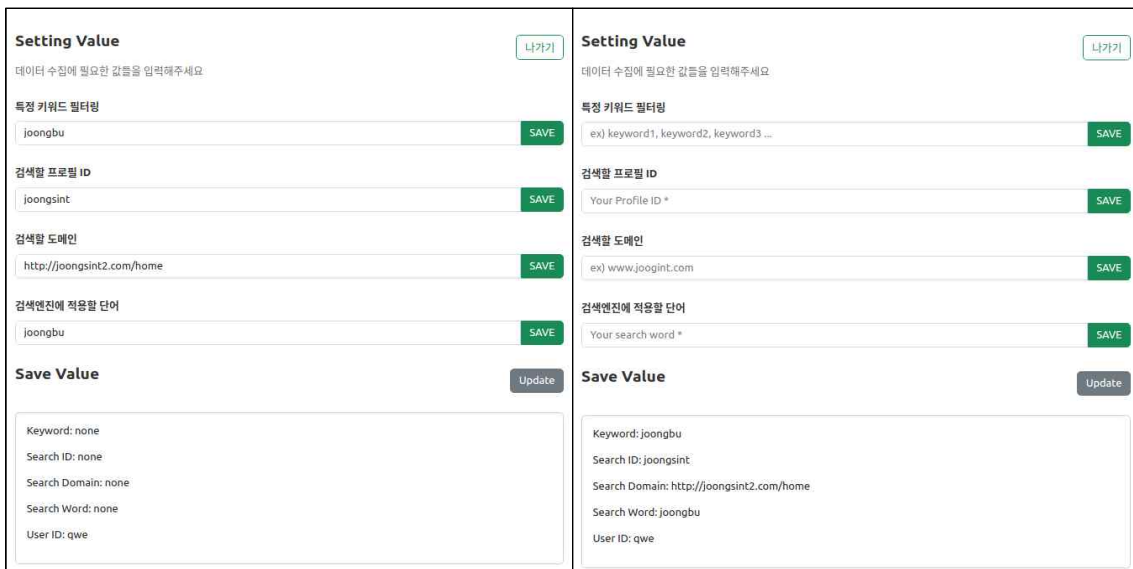 Setting Value
나가기
데이터 수집에 필요한 값들을 입력해주세요
특정 키워드 필터링
joongbu
SAVE
검색할 프로필 ID
joongsint
SAVE
검색할 도메인
http://joongsint2.com/home
SAVE
검색엔진에 적용할 단어
joongbu
SAVE
Save Value
Update
Keyword: none
Search ID: none
Search Domain: none
Search Word: none
User ID: qwe
Setting Value
나가기
데이터 수집에 필요한 값들을 입력해주세요
특정 키워드 필터링
ex) keyword1, keyword2, keyword3 ...
SAVE
검색할 프로필 ID
Your Profile ID *
SAVE
검색할 도메인
ex) www.joogint.com
SAVE
검색엔진에 적용할 단어
Your search word *
SAVE
Save Value
Update
Keyword: joongbu
Search ID: joongsint
Search Domain: http://joongsint2.com/home
Search Word: joongbu
User ID: qwe